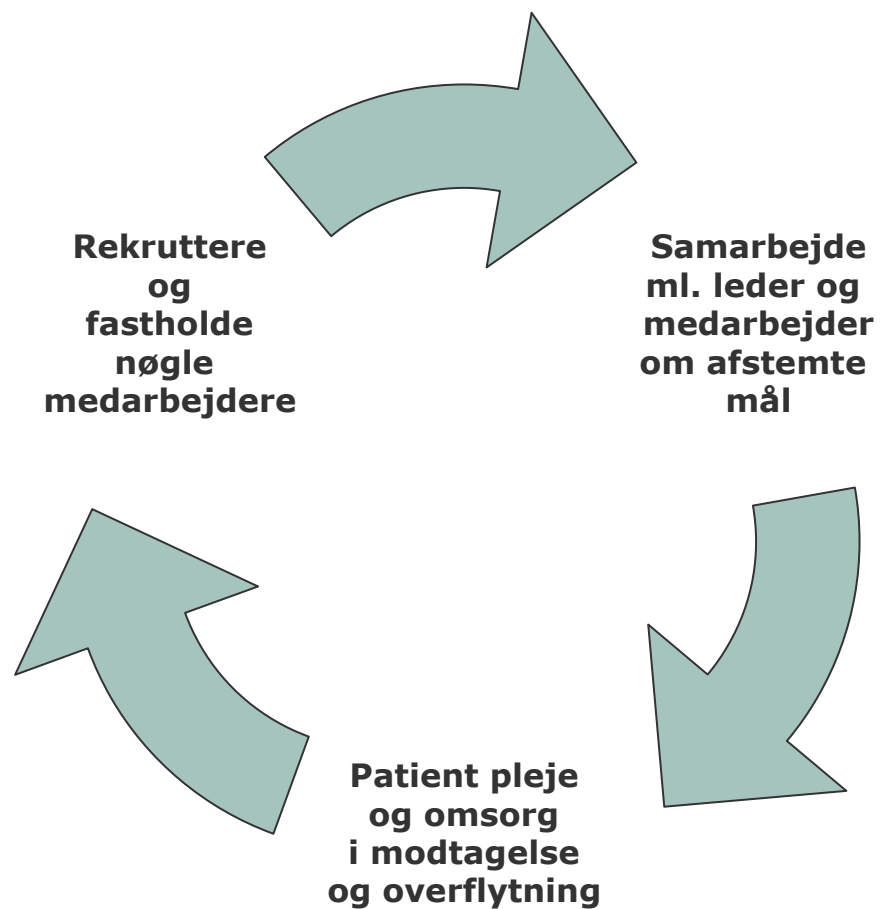 Rekruttere
og
fastholde
nøgle
medarbejdere
Samarbejde
ml. leder og
medarbejder
om afstemte
mål
Patient pleje
og omsorg
i modtagelse
og overflytning